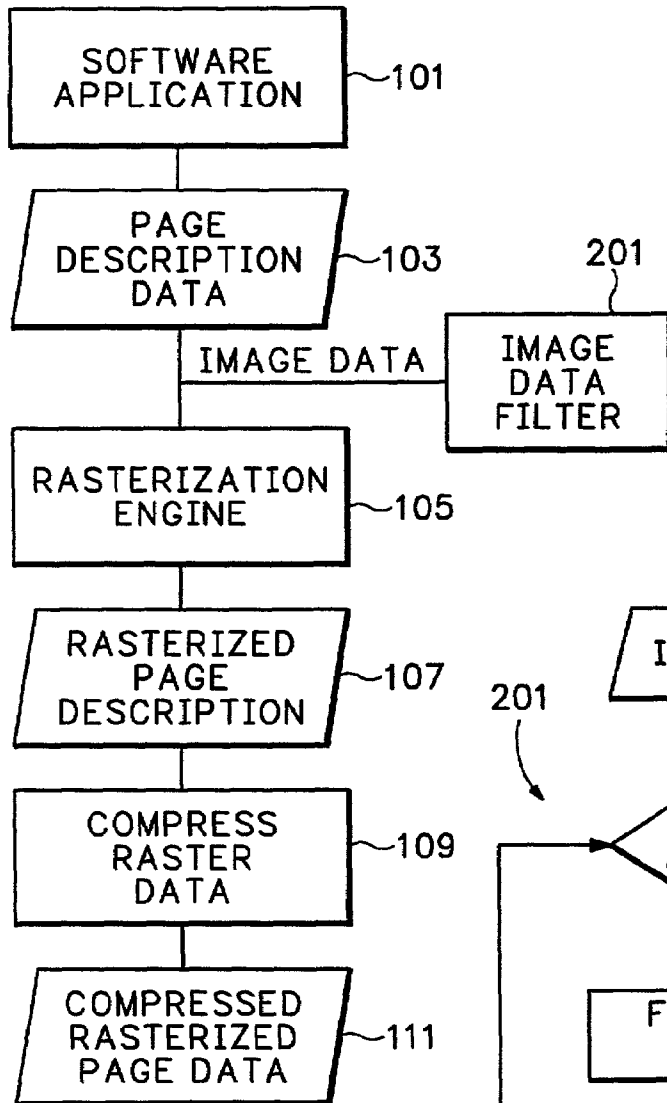 SOFTWARE
APPLICATION
101
PAGE
DESCRIPTION
DATA
103
IMAGE DATA
201
IMAGE
DATA
FILTER
RASTERIZATION
ENGINE
105
RASTERIZED
PAGE
DESCRIPTION
107
COMPRESS
RASTER
DATA
109
COMPRESSED
RASTERIZED
PAGE DATA
111
201